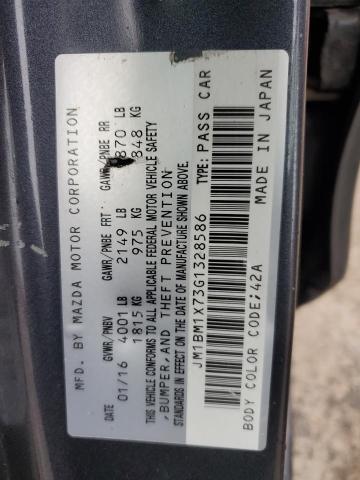 MFD. BY MAZDA MOTOR CORPORATION
DATE GVWR/PNBV GAWR/PNBE FRT GAWR/PNBE RR
01/16 4001 LB 2149 LB 870 LB
1815 KG 975 KG 848 KG
THIS VEHICLE CONFORMS TO ALL APPLICABLE FEDERAL MOTOR VEHICLE SAFETY
,BUMPER,AND THEFT PREVENTION
STANDARDS IN EFFECT ON THE DATE OF MANUFACTURE SHOWN ABOVE.
JM1BM1X73G1328586 TYPE: PASS CAR
BODY COLOR CODE:42A MADE IN JAPAN